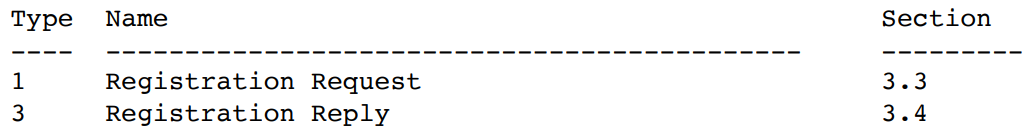 Type  Name                                             Section
----  --------------------------------------------     ---------
1     Registration Request                             3.3
3     Registration Reply                               3.4